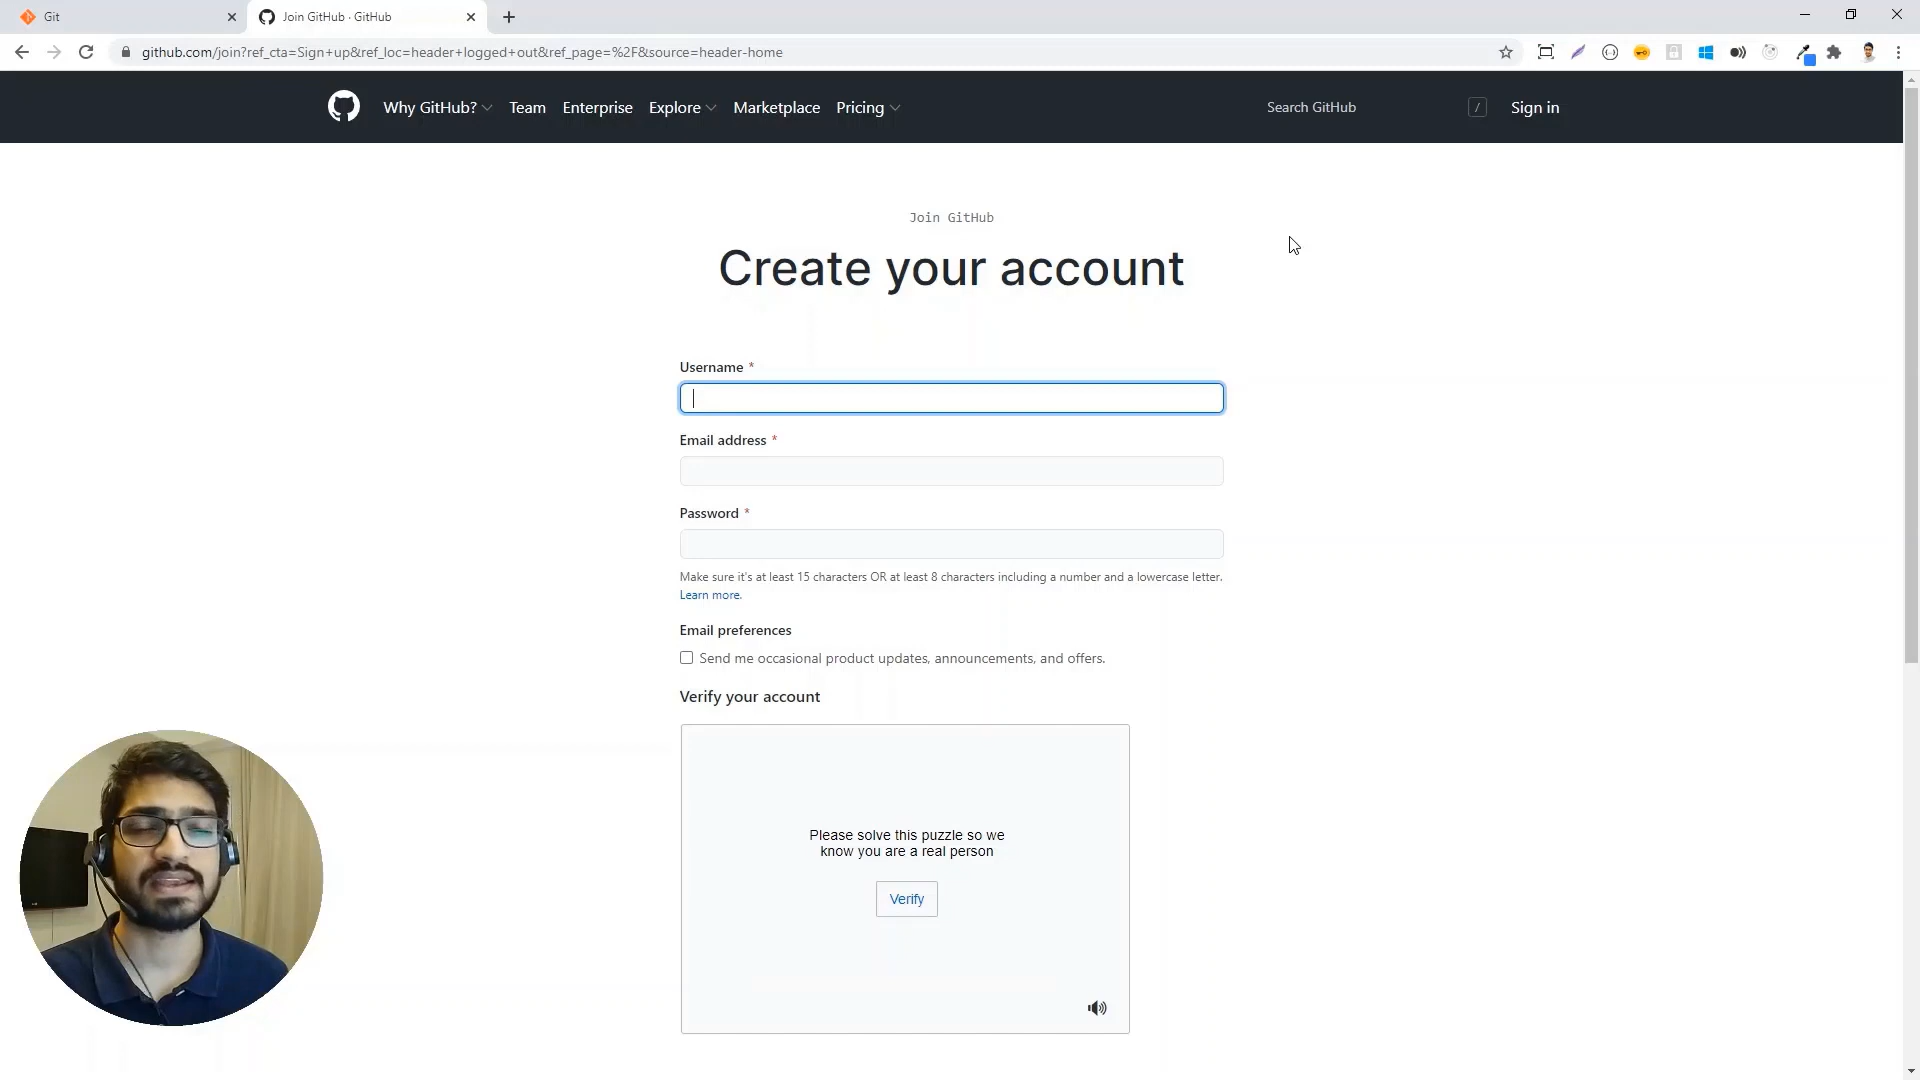 Git
Join GitHub · GitHub
github.com/join?ref_cta=Sign+up&ref_loc=header+logged+out&ref_page=%2F&source=header-home
Why GitHub? Team Enterprise Explore Marketplace Pricing
Search GitHub / Sign in
Join GitHub
Create your account
Username *
Email address *
Password *
Make sure it's at least 15 characters OR at least 8 characters including a number and a lowercase letter.
Learn more.
Email preferences
Send me occasional product updates, announcements, and offers.
Verify your account
Please solve this puzzle so we
know you are a real person
Verify